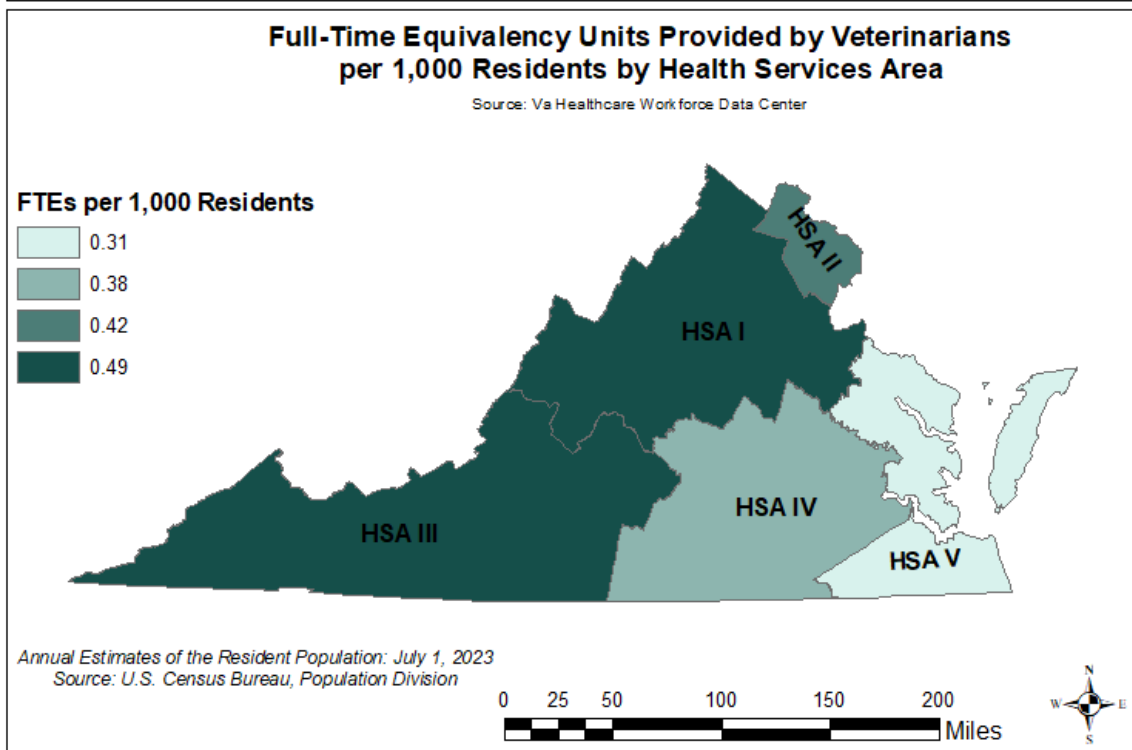 Full-Time Equivalency Units Provided by Veterinarians
per 1,000 Residents by Health Services Area
Source: Va Healthcare Workforce Data Center
FTEs per 1,000 Residents
0.31
0.38
0.42
0.49
HSA II
HSA I
HSA IV
HSA III
HSA V
Annual Estimates of the Resident Population: July 1, 2023
Source: U.S. Census Bureau, Population Division
0 25 50 100 150 200
Miles
N
W E
S